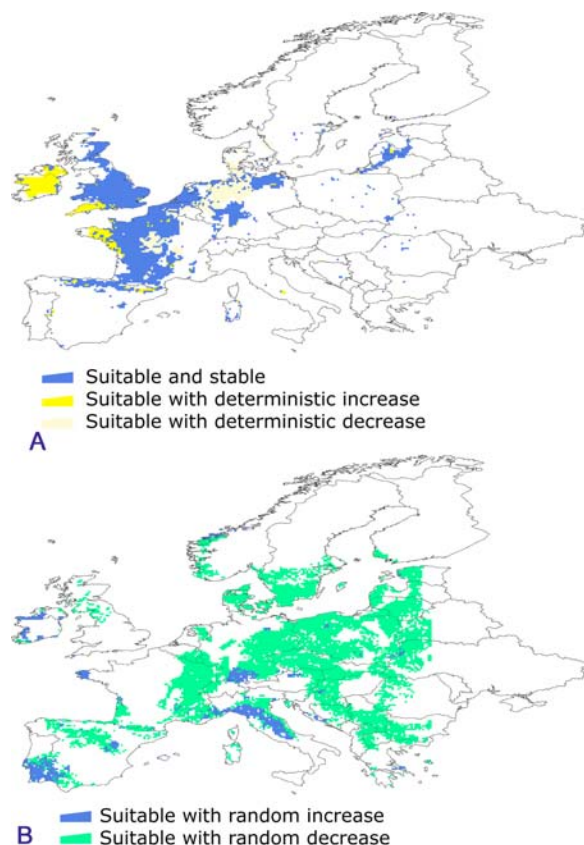 Suitable and stable
Suitable with deterministic increase
Suitable with deterministic decrease
A
Suitable with random increase
Suitable with random decrease
B